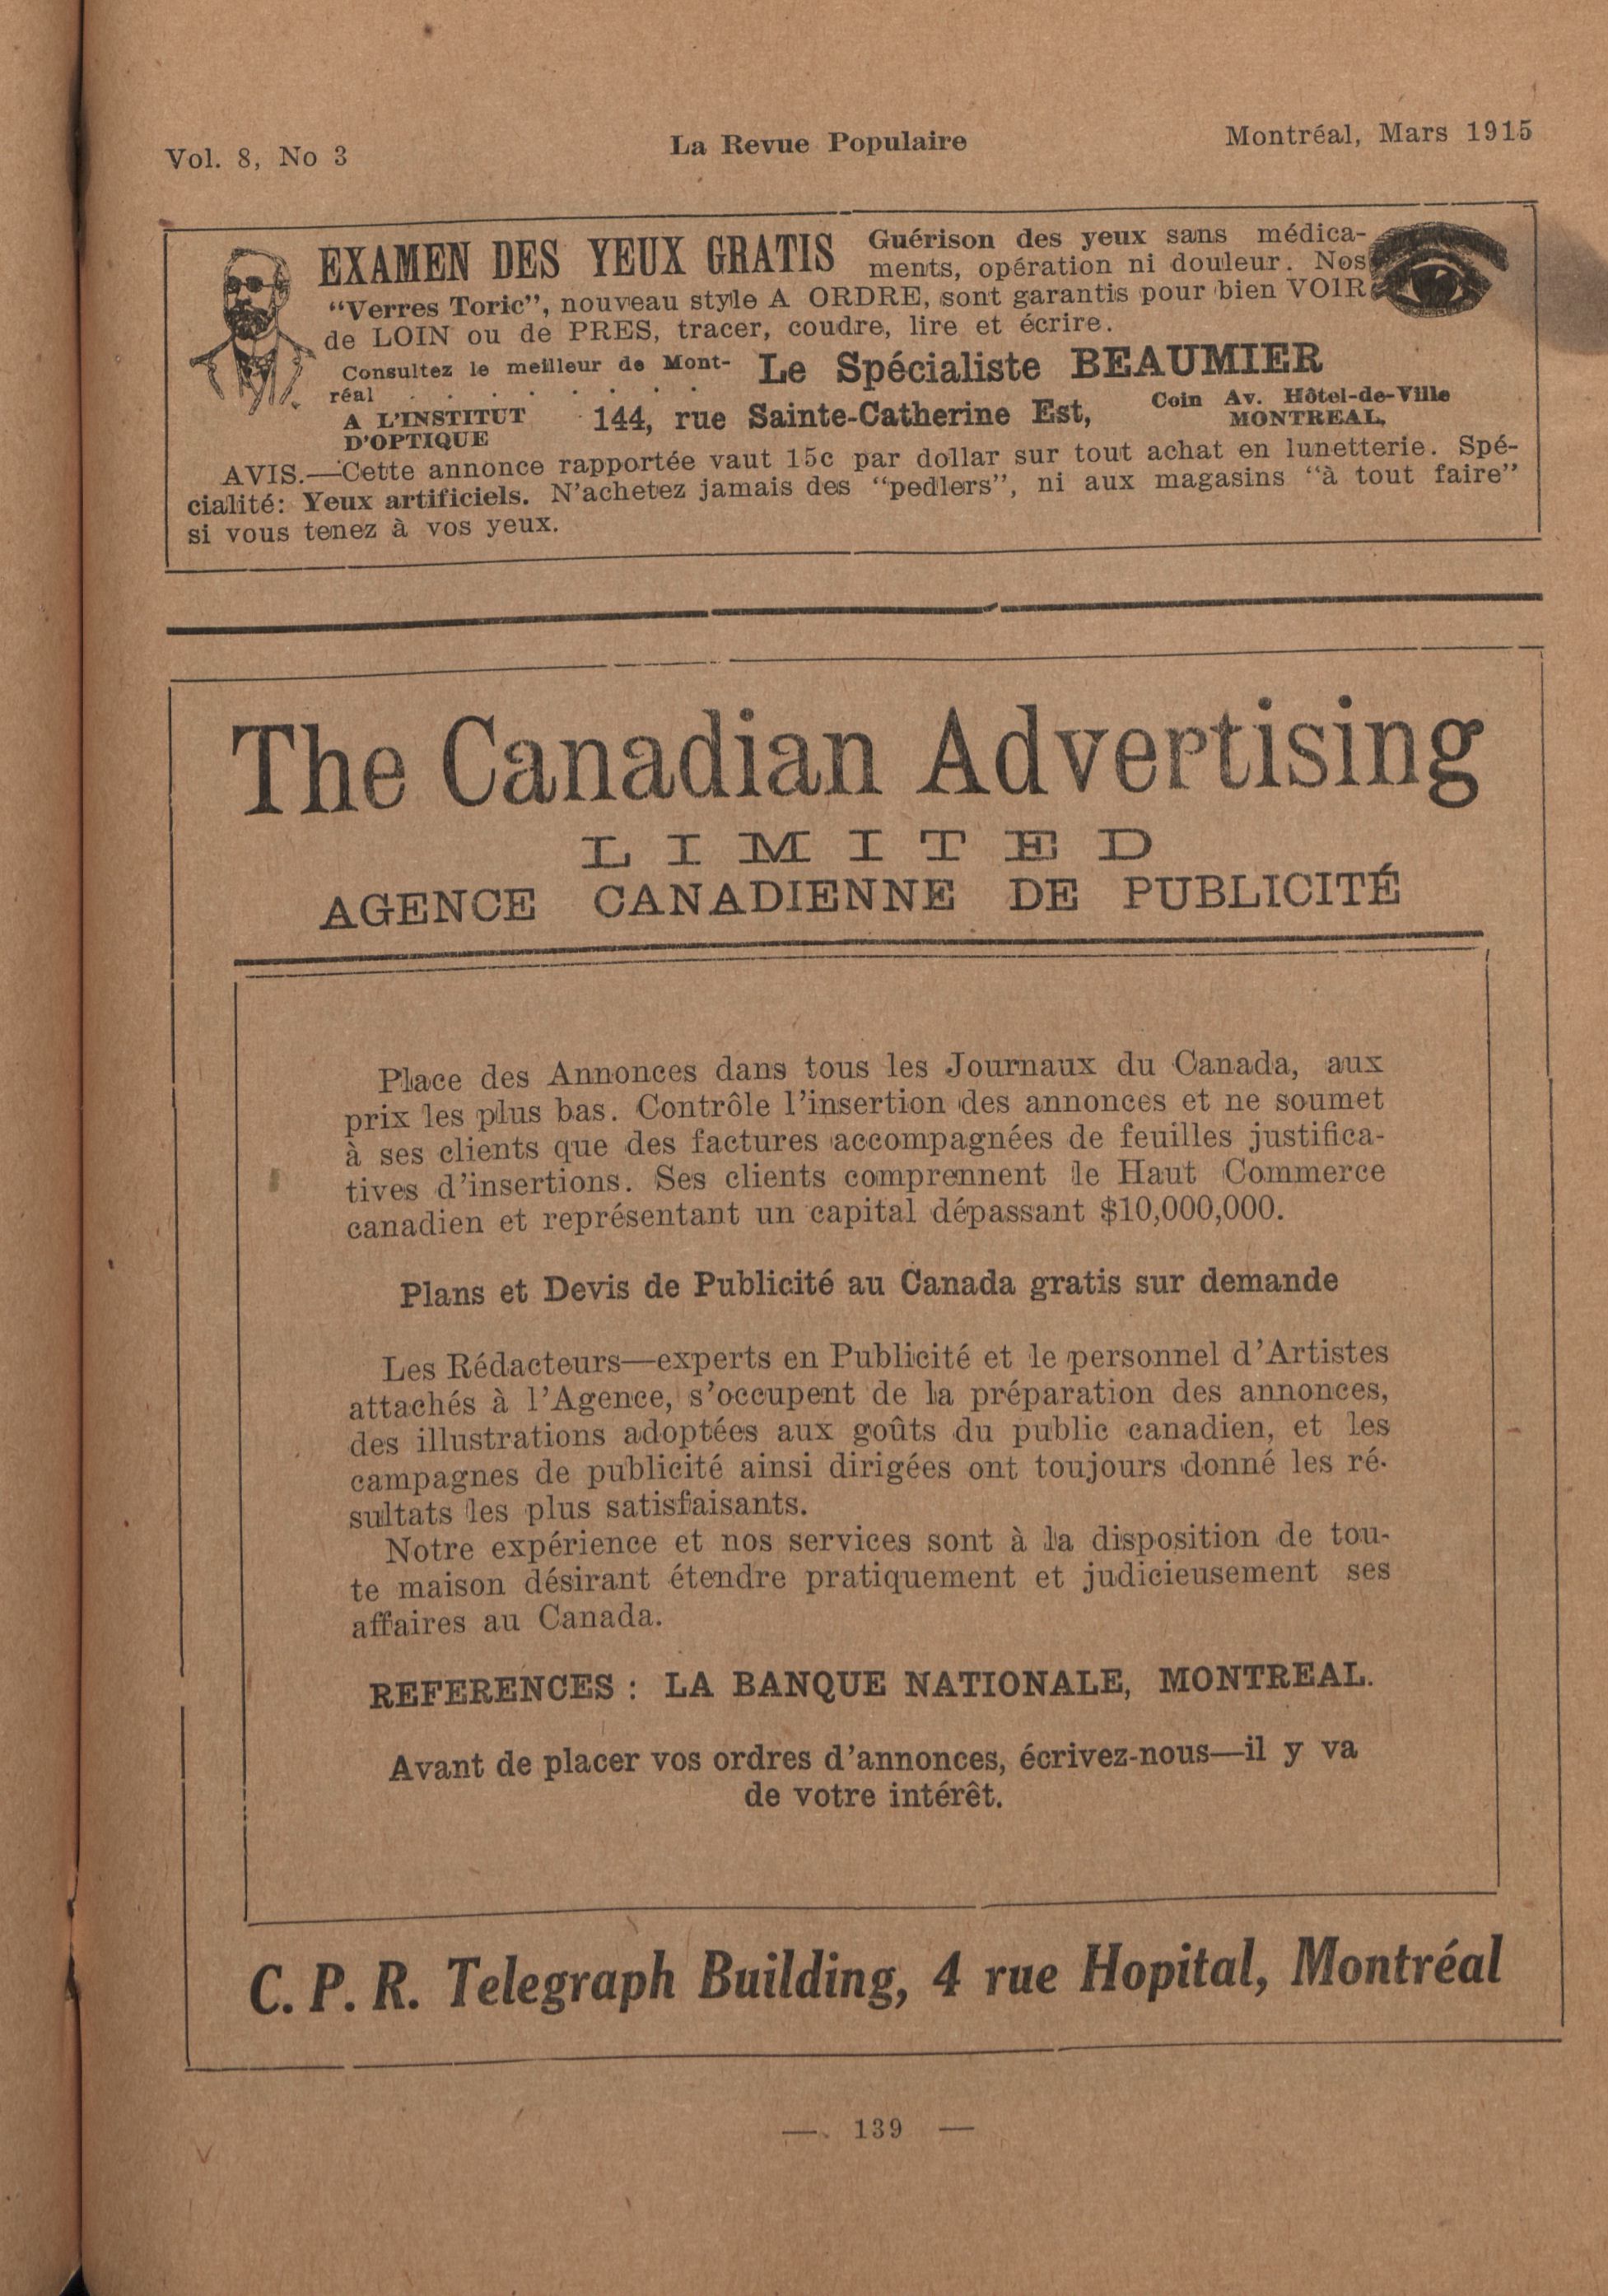 Vol. 8, No 3
La Revue Populaire
Montréal, Mars 1915
EXAMEN DES YEUX GRATIS
Guérison des yeux sans médica-
ments, opération ni douleur. Nos
“Verres Toric”, nouveau style A ORDRE, sont garantis pour bien VOIR
de LOIN ou de PRES, tracer, coudre, lire et écrire.
Consultez le meilleur de Mont-
réal . . . . . . . .
Le Spécialiste BEAUMIER
A L'INSTITUT
D'OPTIQUE
144, rue Sainte-Catherine Est,
Coin Av. Hôtel-de-Ville
MONTREAL,
AVIS.—Cette annonce rapportée vaut 15c par dollar sur tout achat en lunetterie. Spé-
cialité: Yeux artificiels. N'achetez jamais des “pedlers”, ni aux magasins “à tout faire”
si vous tenez à vos yeux.
The Canadian Advertising
LIMITED
AGENCE CANADIENNE DE PUBLICITÉ
Place des Annonces dans tous les Journaux du Canada, aux
prix les plus bas. Contrôle l'insertion des annonces et ne soumet
à ses clients que des factures accompagnées de feuilles justifica-
tives d'insertions. Ses clients comprennent le Haut Commerce
canadien et représentant un capital dépassant $10,000,000.
Plans et Devis de Publicité au Canada gratis sur demande
Les Rédacteurs—experts en Publicité et le personnel d'Artistes
attachés à l'Agence, s'occupent de la préparation des annonces,
des illustrations adoptées aux goûts du public canadien, et les
campagnes de publicité ainsi dirigées ont toujours donné les ré-
sultats les plus satisfaisants.
Notre expérience et nos services sont à la disposition de tou-
te maison désirant étendre pratiquement et judicieusement ses
affaires au Canada.
REFERENCES : LA BANQUE NATIONALE, MONTREAL.
Avant de placer vos ordres d'annonces, écrivez-nous—il y va
de votre intérêt.
C. P. R. Telegraph Building, 4 rue Hopital, Montréal
— 139 —